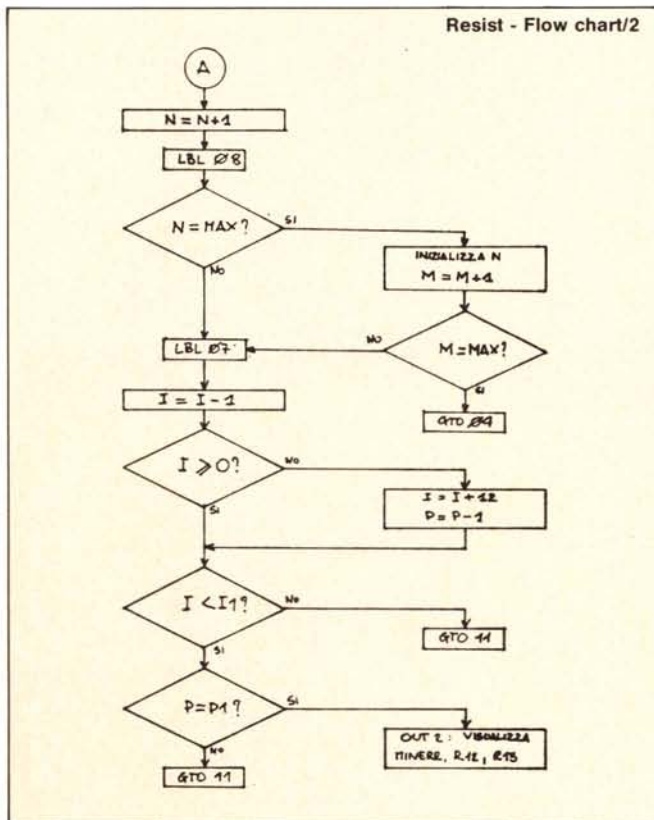 Resist - Flow chart/2
A
N = N+1
LBL Ø8
N = MAX?
SI
NO
INIZIALIZZA N
M = M+1
M = MAX?
NO
SI
LBL Ø7
GTO Ø4
I = I - 1
I ⩾ 0?
NO
SI
I = I + 12
P = P - 1
I < I1?
NO
SI
GTO 11
P = P1?
SI
NO
OUT 2: VISUALIZZA
MINERR, R12, R13
GTO 11